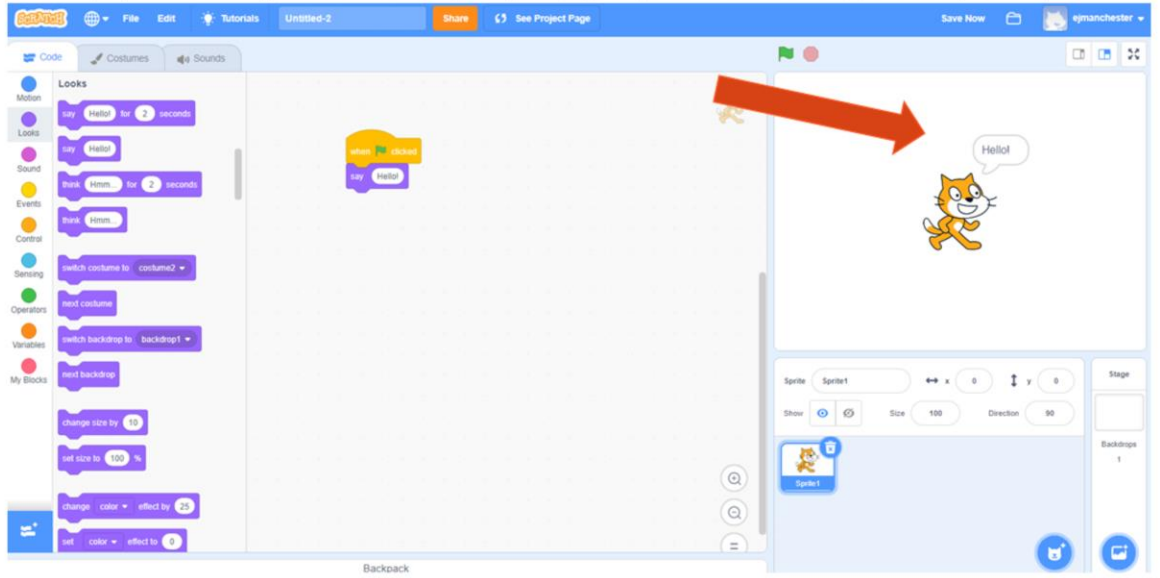 SCRATCH File Edit Tutorials Untitled-2 Share See Project Page Save Now ejmanchester
Code Costumes Sounds
Motion
Looks
Sound
Events
Control
Sensing
Operators
Variables
My Blocks
Looks
say Hello! for 2 seconds
say Hello!
think Hmm... for 2 seconds
think Hmm...
switch costume to costume2
next costume
switch backdrop to backdrop1
next backdrop
change size by 10
set size to 100 %
change color effect by 25
set color effect to 0
when clicked
say Hello!
Backpack
Hello!
Sprite Sprite1 x 0 y 0
Show Size 100 Direction 90
Sprite1
Stage
Backdrops
1